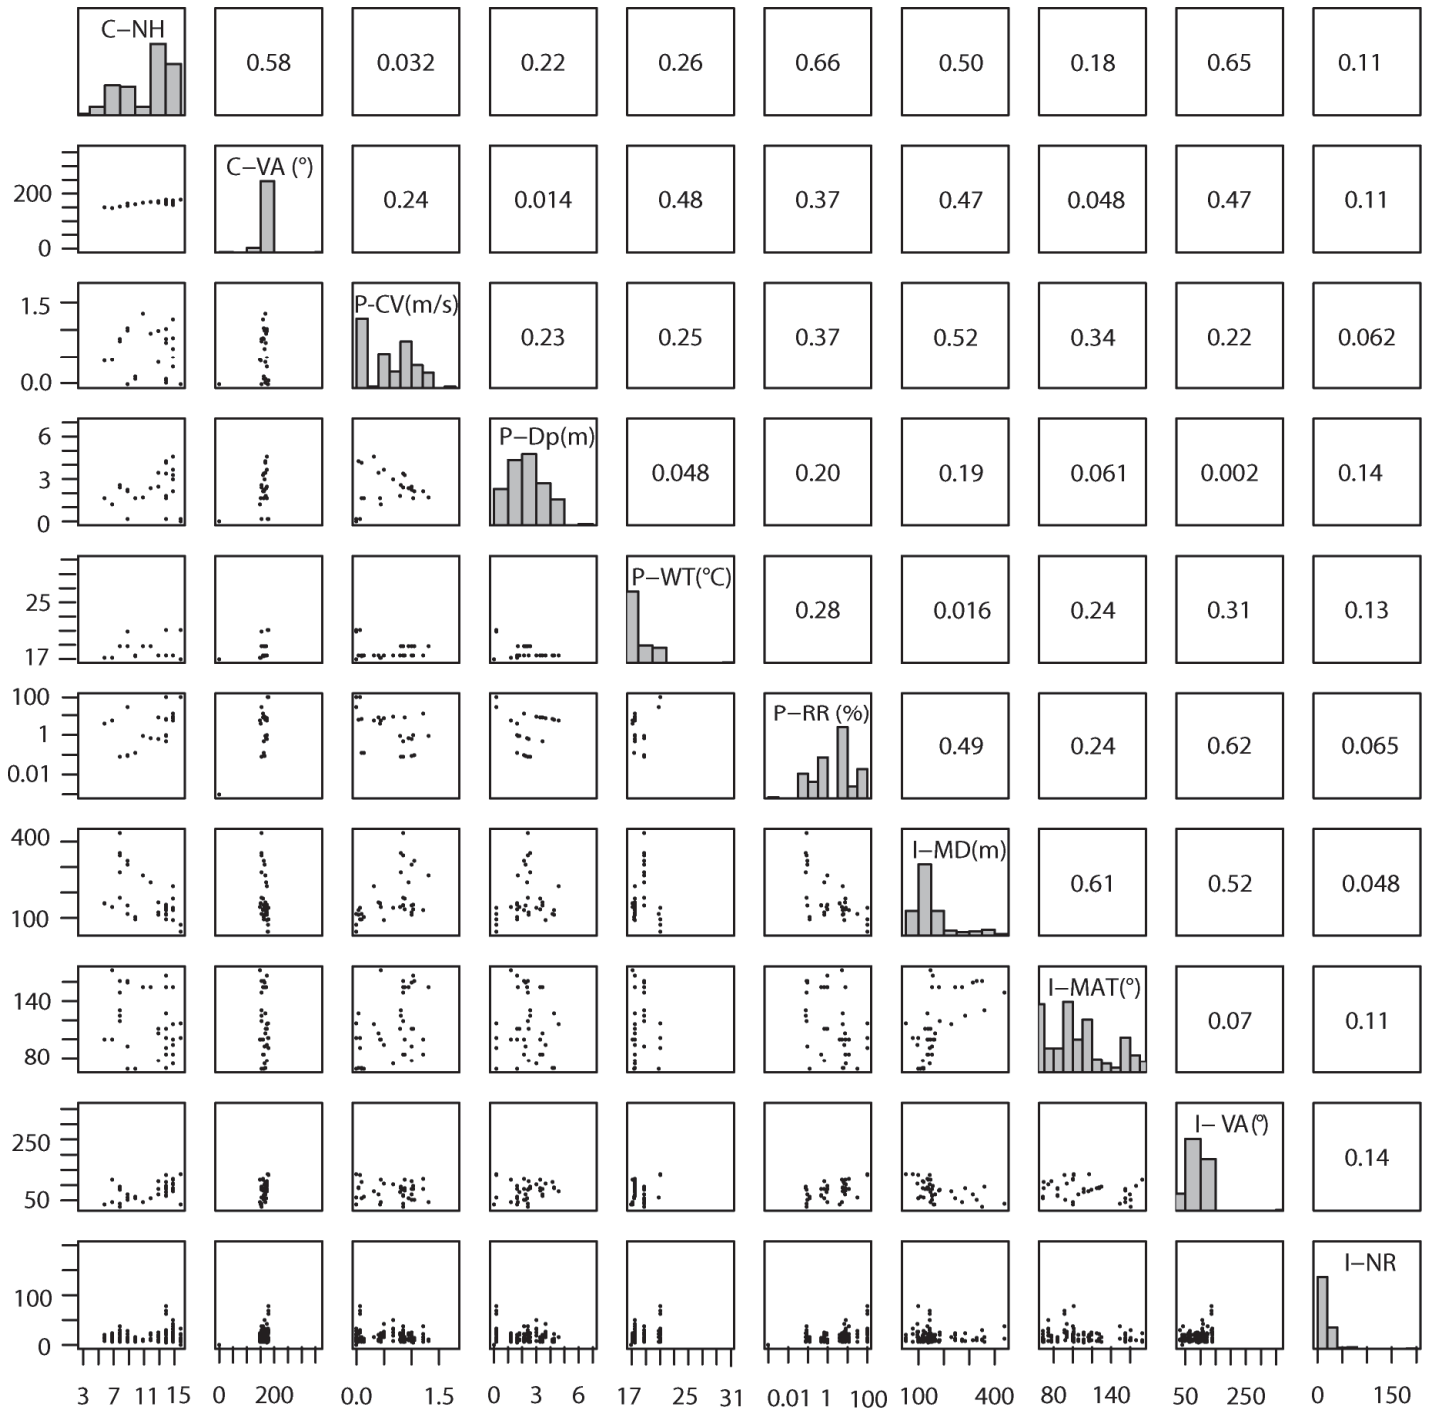 C−NH 0.58 0.032 0.22 0.26 0.66 0.50 0.18 0.65 0.11
C−VA (°) 0.24 0.014 0.48 0.37 0.47 0.048 0.47 0.11
200
0
P-CV(m/s) 0.23 0.25 0.37 0.52 0.34 0.22 0.062
1.5
0.0
P−Dp(m) 0.048 0.20 0.19 0.061 0.002 0.14
6
3
0
P−WT(°C) 0.28 0.016 0.24 0.31 0.13
25
17
P−RR (%) 0.49 0.24 0.62 0.065
100
1
0.01
I−MD(m) 0.61 0.52 0.048
400
100
I−MAT(°) 0.07 0.11
140
80
I− VA(°) 0.14
250
50
I−NR
100
0
3 7 11 15 0 200 0.0 1.5 0 3 6 17 25 31 0.01 1 100 100 400 80 140 50 250 0 150